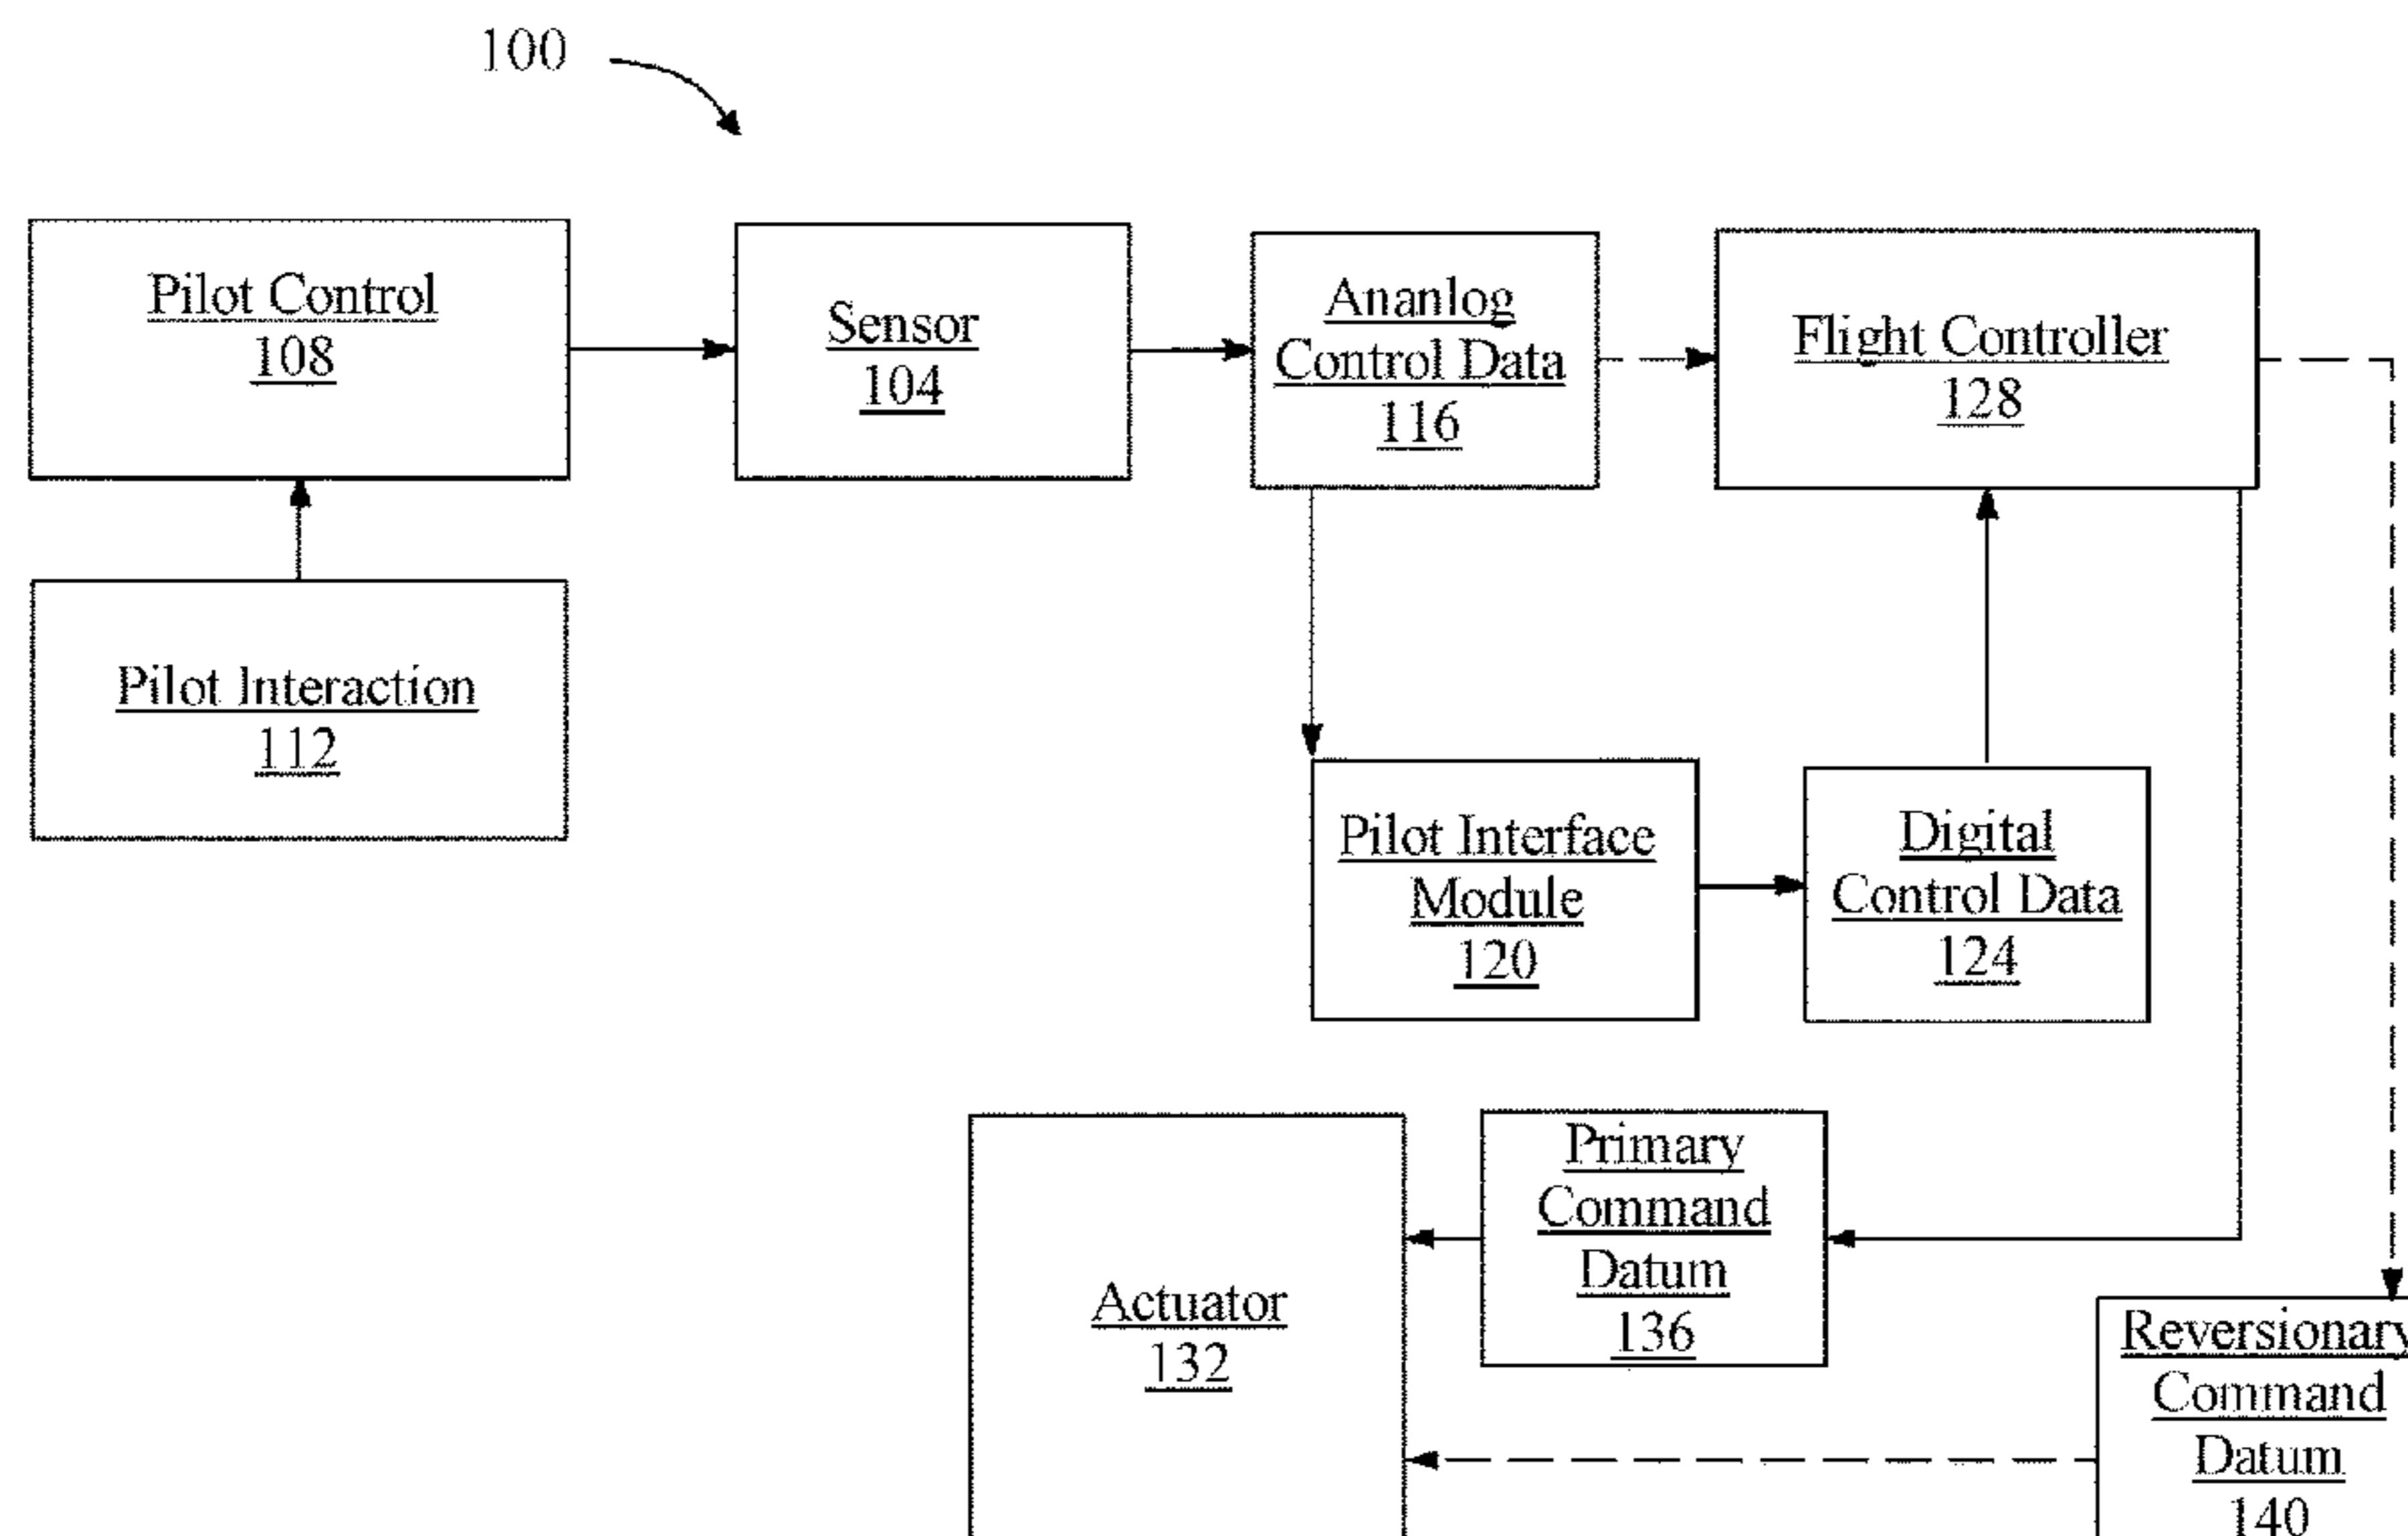 100
Pilot Control
108
Sensor
104
Ananlog
Control Data
116
Flight Controller
128
Pilot Interaction
112
Pilot Interface
Module
120
Digital
Control Data
124
Actuator
132
Primary
Command
Datum
136
Reversionary
Command
Datum
140